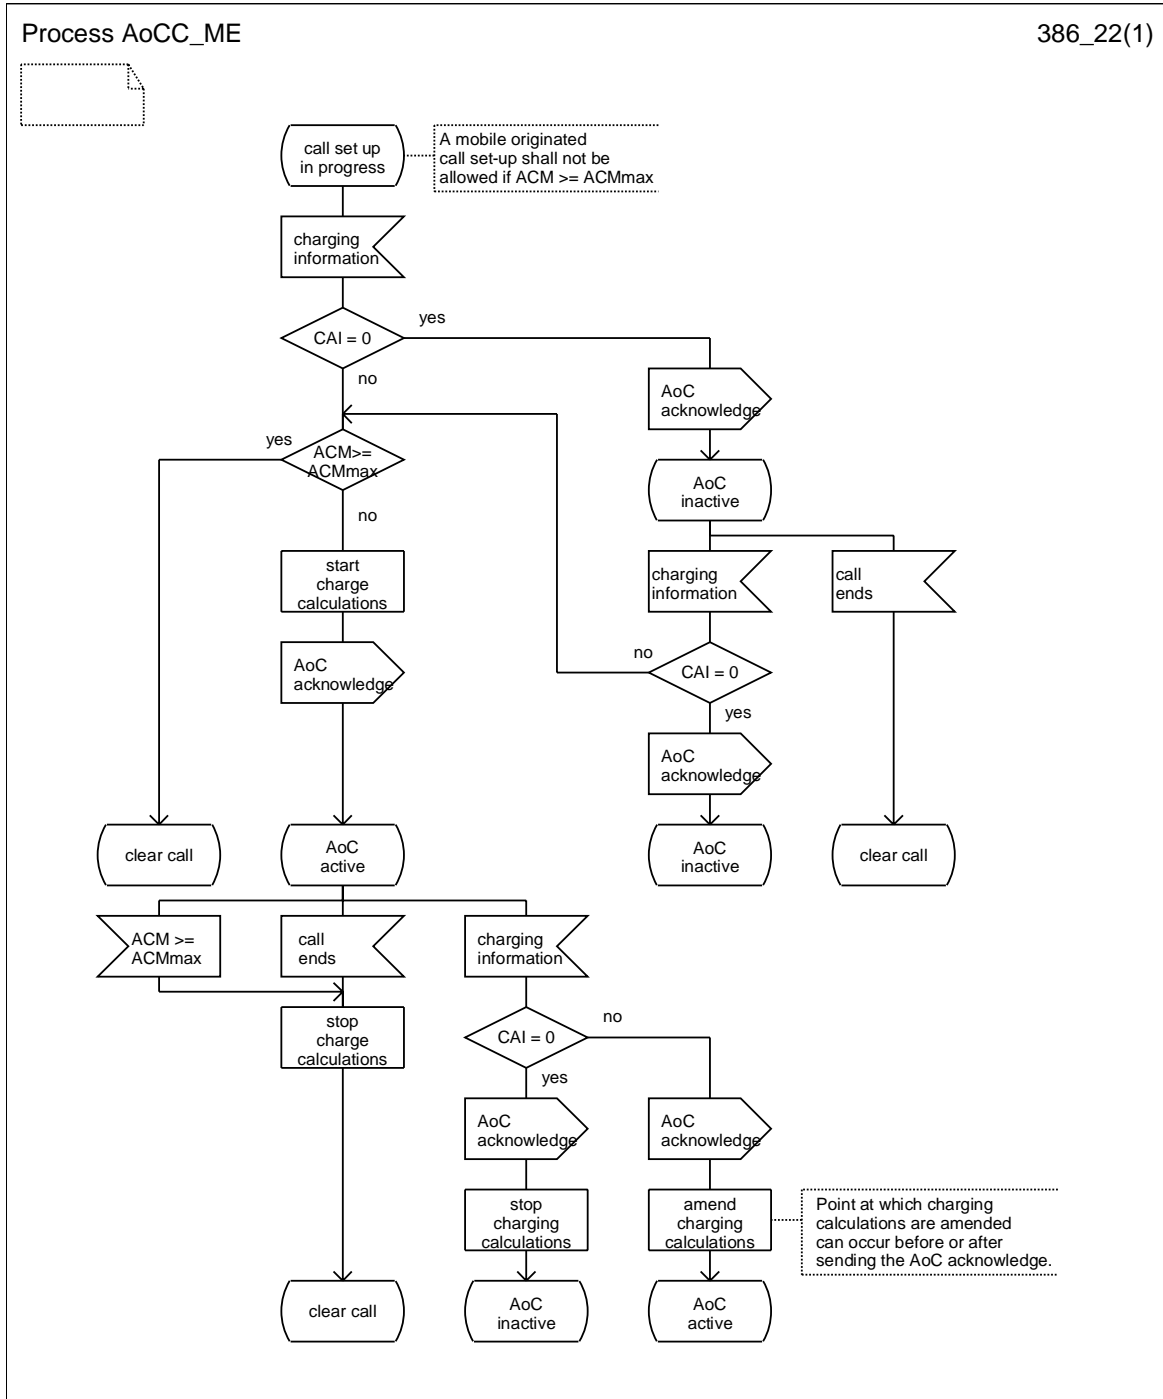 Process AoCC_ME
386_22(1)
call set up
in progress
A mobile originated
call set-up shall not be
allowed if ACM >= ACMmax
charging
information
CAI = 0
yes
no
AoC
acknowledge
yes
ACM>=
ACMmax
no
AoC
inactive
start
charge
calculations
charging
information
call
ends
AoC
acknowledge
no
CAI = 0
yes
AoC
acknowledge
clear call
AoC
active
AoC
inactive
clear call
ACM >=
ACMmax
call
ends
charging
information
stop
charge
calculations
CAI = 0
no
yes
AoC
acknowledge
AoC
acknowledge
stop
charging
calculations
amend
charging
calculations
Point at which charging
calculations are amended
can occur before or after
sending the AoC acknowledge.
clear call
AoC
inactive
AoC
active